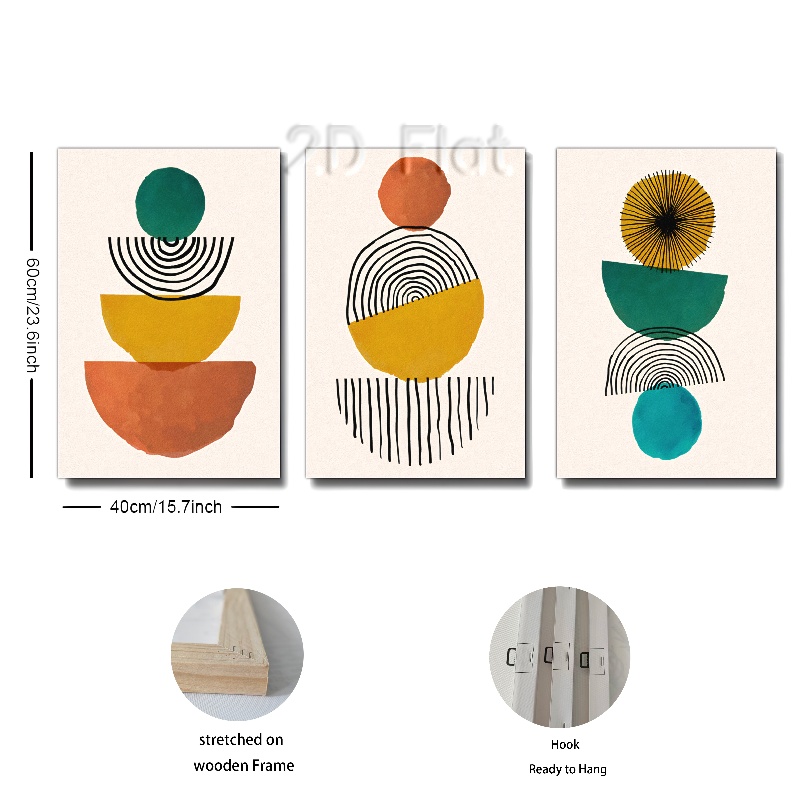 2D Flat
60cm/23.6inch
40cm/15.7inch
stretched on
wooden Frame
Hook
Ready to Hang